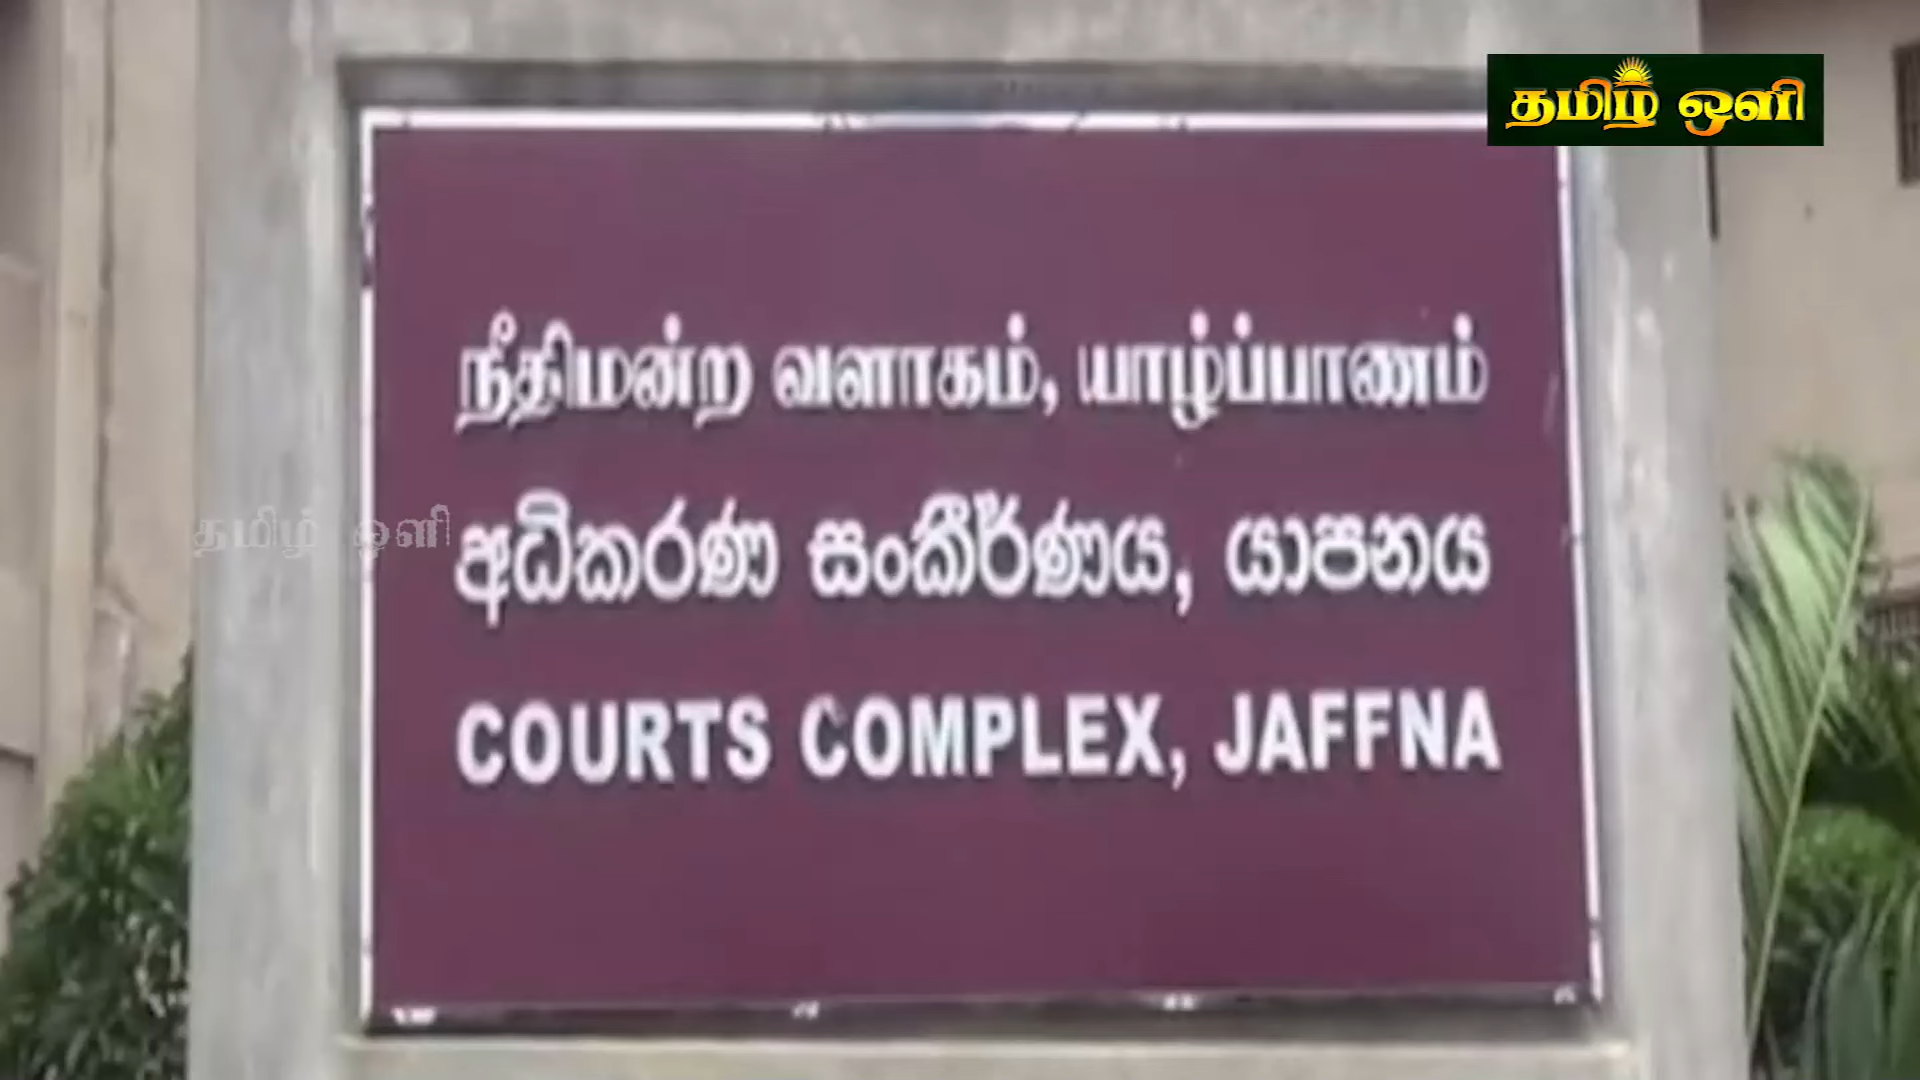 தமிழ் ஒளி
நீதிமன்ற வளாகம், யாழ்ப்பாணம்
தமிழ் ஒளி
අධිකරණ සංකීර්ණය, යාපනය
COURTS COMPLEX, JAFFNA